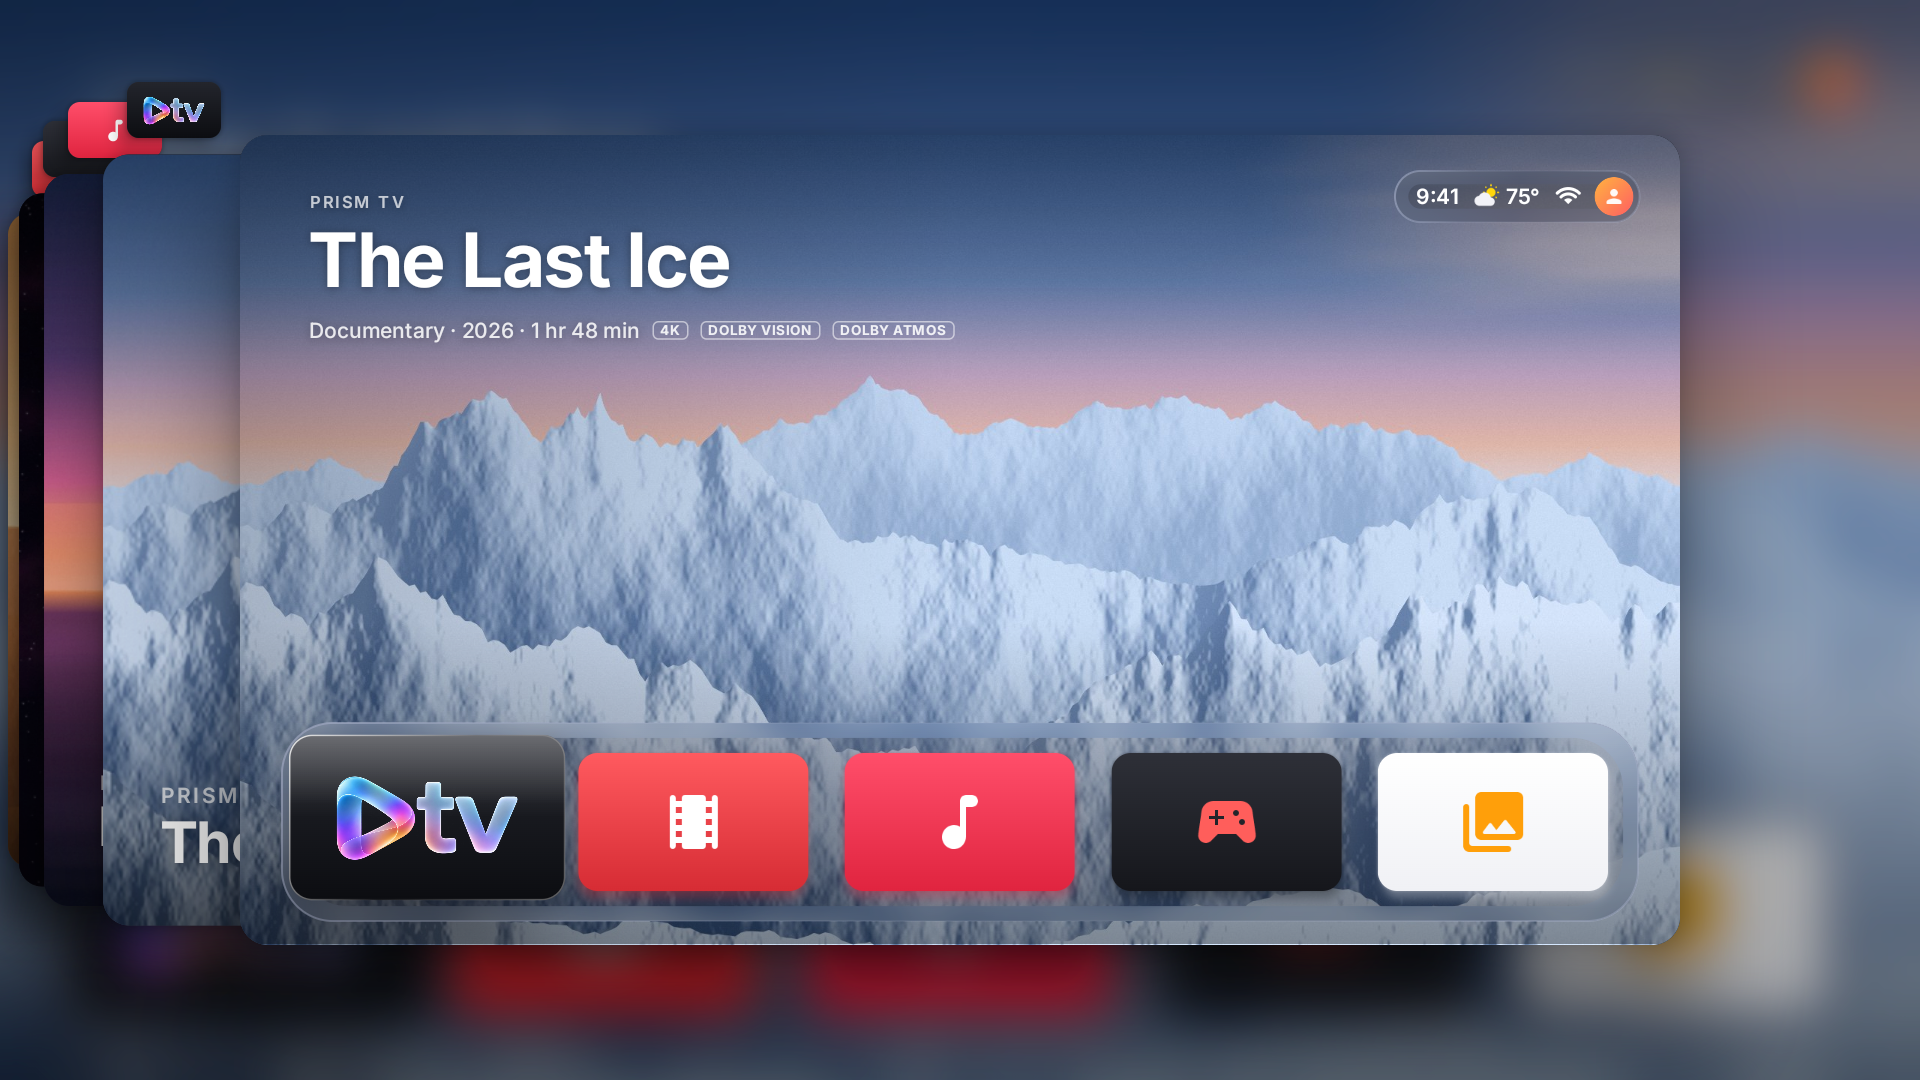 tv
PRISM TV
9:41 75°
The Last Ice
Documentary · 2026 · 1 hr 48 min 4K DOLBY VISION DOLBY ATMOS
PRISM
The
tv